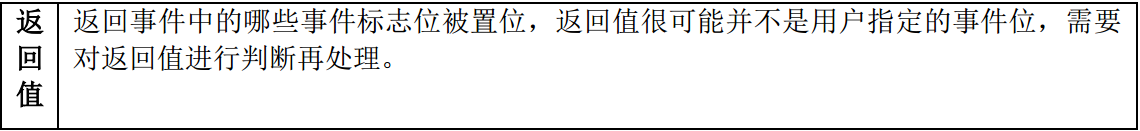 返回值
返回事件中的哪些事件标志位被置位，返回值很可能并不是用户指定的事件位，需要
对返回值进行判断再处理。